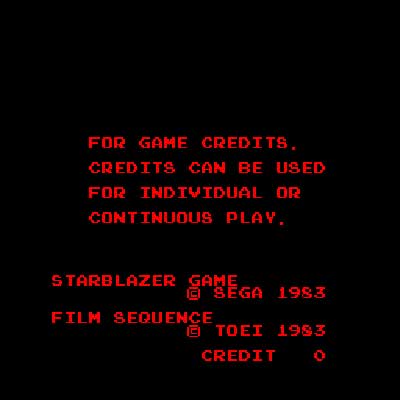 FOR GAME CREDITS.
CREDITS CAN BE USED
FOR INDIVIDUAL OR
CONTINUOUS PLAY.
STARBLAZER GAME
© SEGA 1983
FILM SEQUENCE
© TOEI 1983
CREDIT 0